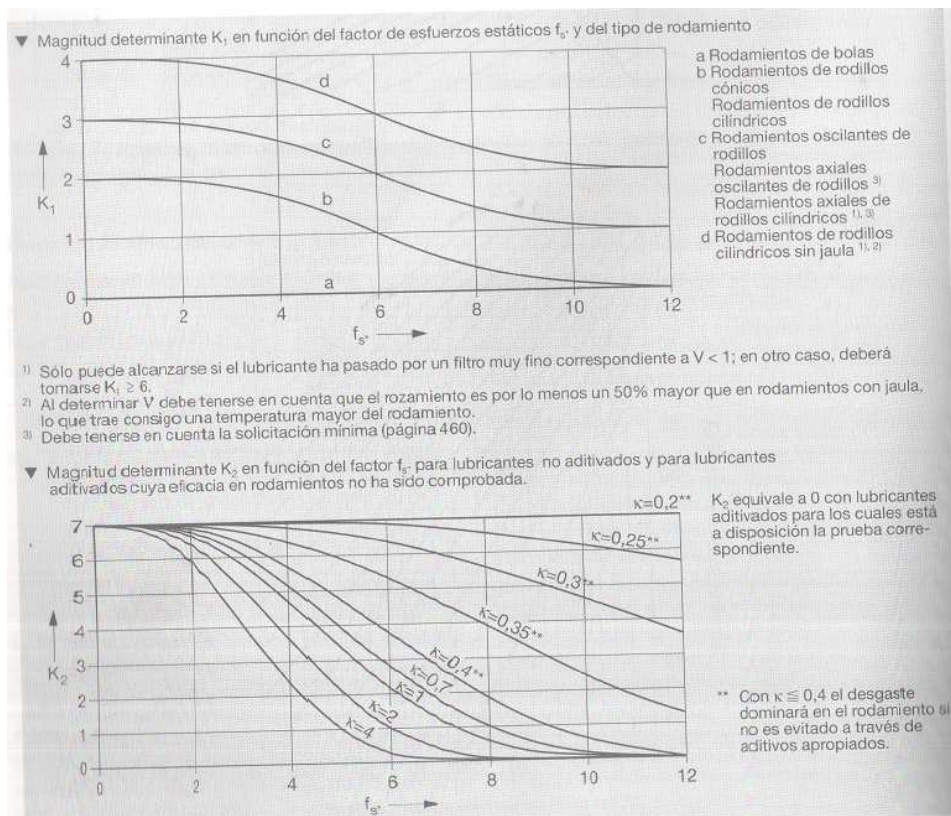 ▼ Magnitud determinante K₁ en función del factor de esfuerzos estáticos fₛ* y del tipo de rodamiento
4
3
2
1
0
K₁
d
c
b
a
0 2 4 6 8 10 12
fₛ*
a Rodamientos de bolas
b Rodamientos de rodillos
cónicos
Rodamientos de rodillos
cilíndricos
c Rodamientos oscilantes de
rodillos
Rodamientos axiales
oscilantes de rodillos ³⁾
Rodamientos axiales de
rodillos cilíndricos ¹⁾, ³⁾
d Rodamientos de rodillos
cilindricos sin jaula ¹⁾, ²⁾
¹⁾ Sólo puede alcanzarse si el lubricante ha pasado por un filtro muy fino correspondiente a V < 1; en otro caso, deberá
tomarse K₁ ≥ 6.
²⁾ Al determinar V debe tenerse en cuenta que el rozamiento es por lo menos un 50% mayor que en rodamientos con jaula,
lo que trae consigo una temperatura mayor del rodamiento.
³⁾ Debe tenerse en cuenta la solicitación mínima (página 460).
▼ Magnitud determinante K₂ en función del factor fₛ* para lubricantes no aditivados y para lubricantes
aditivados cuya eficacia en rodamientos no ha sido comprobada.
7
6
5
4
3
2
1
0
K₂
κ=0,2**
κ=0,25**
κ=0,3**
κ=0,35**
κ=0,4**
κ=0,7
κ=1
κ=2
κ=4
0 2 4 6 8 10 12
fₛ*
K₂ equivale a 0 con lubricantes
aditivados para los cuales está
a disposición la prueba corre-
spondiente.
** Con κ ≦ 0,4 el desgaste
dominará en el rodamiento si
no es evitado a través de
aditivos apropiados.